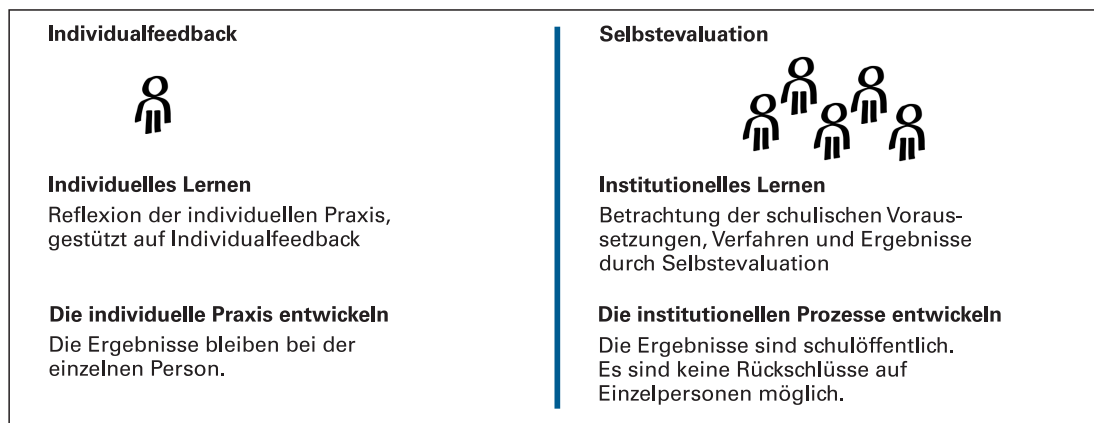 Individualfeedback
Individuelles Lernen
Reflexion der individuellen Praxis,
gestützt auf Individualfeedback
Die individuelle Praxis entwickeln
Die Ergebnisse bleiben bei der
einzelnen Person.
Selbstevaluation
Institutionelles Lernen
Betrachtung der schulischen Voraus-
setzungen, Verfahren und Ergebnisse
durch Selbstevaluation
Die institutionellen Prozesse entwickeln
Die Ergebnisse sind schulöffentlich.
Es sind keine Rückschlüsse auf
Einzelpersonen möglich.